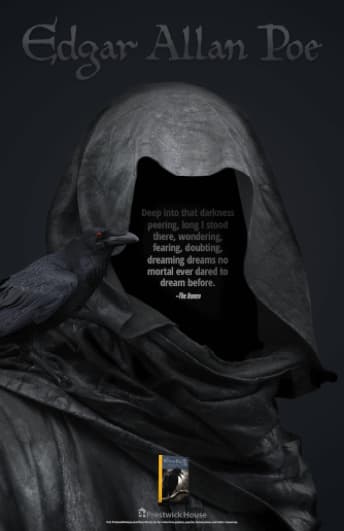 Edgar Allan Poe
Deep into that darkness
peering, long I stood
there, wondering,
fearing, doubting,
dreaming dreams no
mortal ever dared to
dream before.
-The Raven
Prestwick House